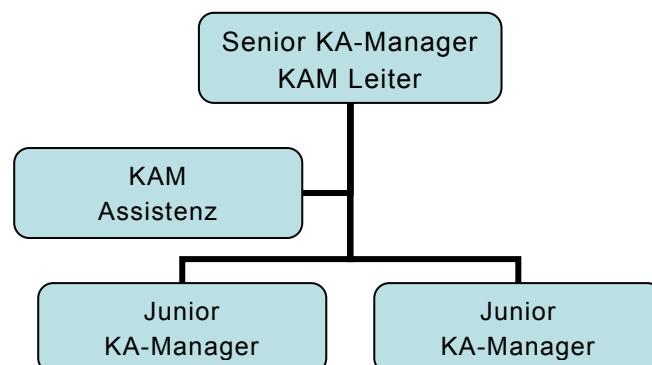 Senior KA-Manager
KAM Leiter
KAM
Assistenz
Junior
KA-Manager
Junior
KA-Manager